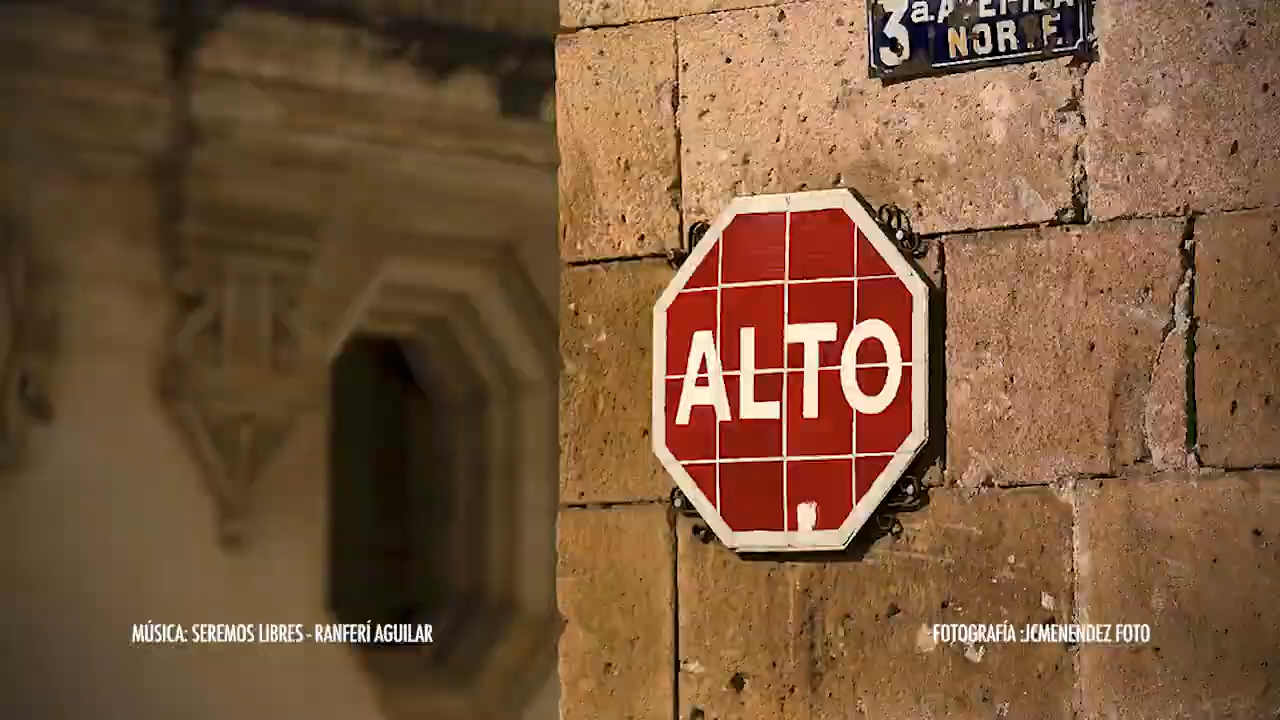 3ª AVENIDA
NORTE
ALTO
MÚSICA: SEREMOS LIBRES - RANFERÍ AGUILAR
FOTOGRAFÍA :JCMENENDEZ FOTO